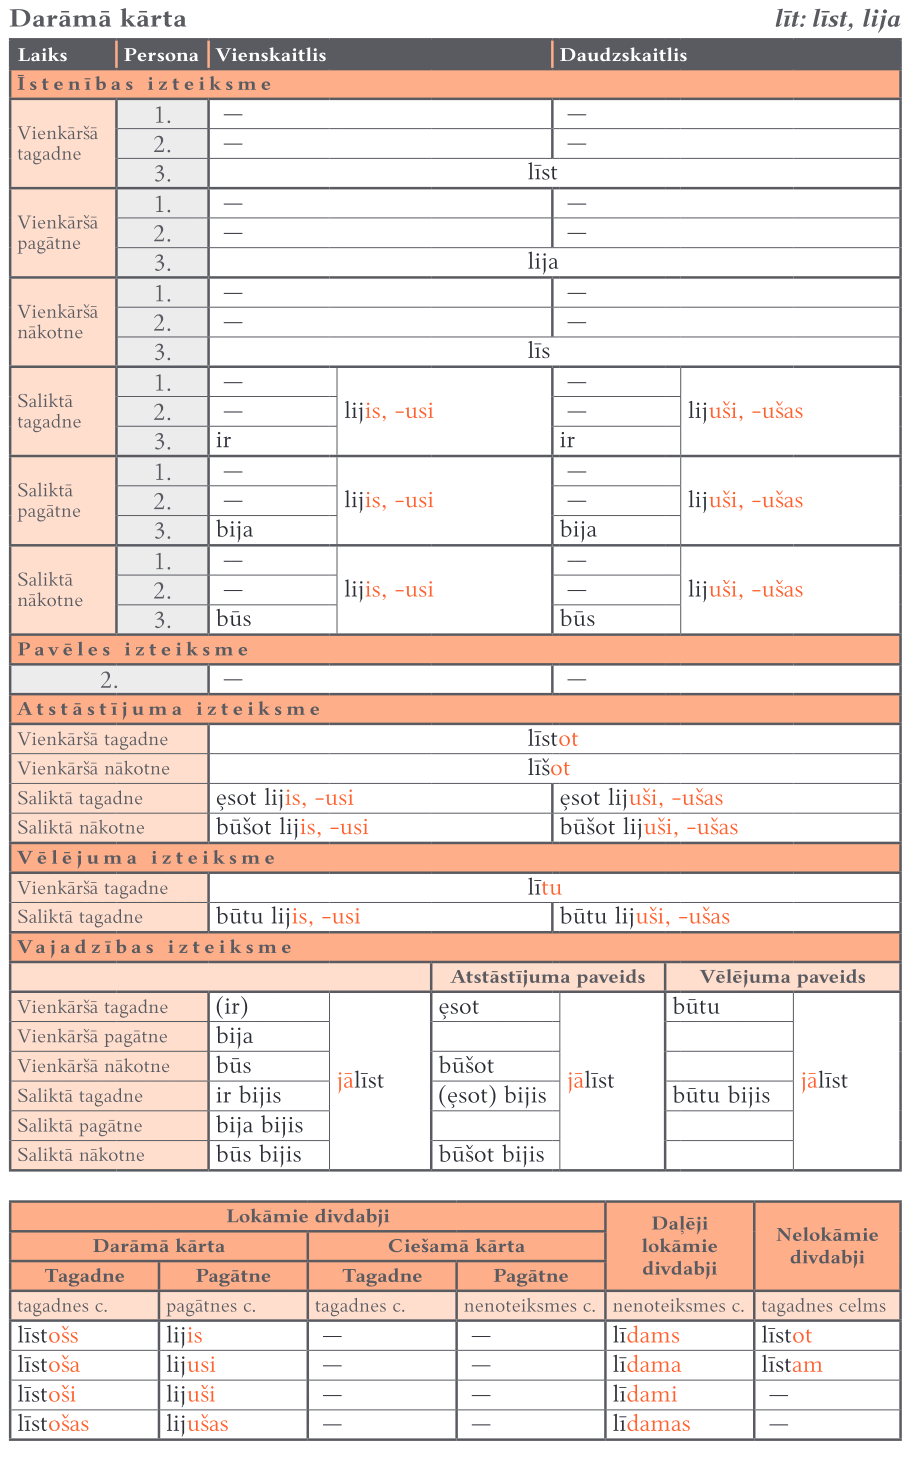 Darāmā kārta līt: līst, lija
Laiks Persona Vienskaitlis Daudzskaitlis
Īstenības izteiksme
Vienkāršā tagadne
1. — —
2. — —
3. līst
Vienkāršā pagātne
1. — —
2. — —
3. lija
Vienkāršā nākotne
1. — —
2. — —
3. līs
Saliktā tagadne
1. — —
2. — lijis, -usi — lijuši, -ušas
3. ir ir
Saliktā pagātne
1. — —
2. — lijis, -usi — lijuši, -ušas
3. bija bija
Saliktā nākotne
1. — —
2. — lijis, -usi — lijuši, -ušas
3. būs būs
Pavēles izteiksme
2. — —
Atstāstījuma izteiksme
Vienkāršā tagadne līstot
Vienkāršā nākotne līšot
Saliktā tagadne ȩsot lijis, -usi ȩsot lijuši, -ušas
Saliktā nākotne būšot lijis, -usi būšot lijuši, -ušas
Vēlējuma izteiksme
Vienkāršā tagadne lītu
Saliktā tagadne būtu lijis, -usi būtu lijuši, -ušas
Vajadzības izteiksme
Atstāstījuma paveids Vēlējuma paveids
Vienkāršā tagadne (ir) ȩsot būtu
Vienkāršā pagātne bija
Vienkāršā nākotne būs būšot
jālīst jālīst jālīst
Saliktā tagadne ir bijis (ȩsot) bijis būtu bijis
Saliktā pagātne bija bijis
Saliktā nākotne būs bijis būšot bijis
Lokāmie divdabji Daļēji lokāmie divdabji Nelokāmie divdabji
Darāmā kārta Ciešamā kārta
Tagadne Pagātne Tagadne Pagātne
tagadnes c. pagātnes c. tagadnes c. nenoteiksmes c. nenoteiksmes c. tagadnes celms
līstošs lijis — — līdams līstot
līstoša lijusi — — līdama līstam
līstoši lijuši — — līdami —
līstošas lijušas — — līdamas —